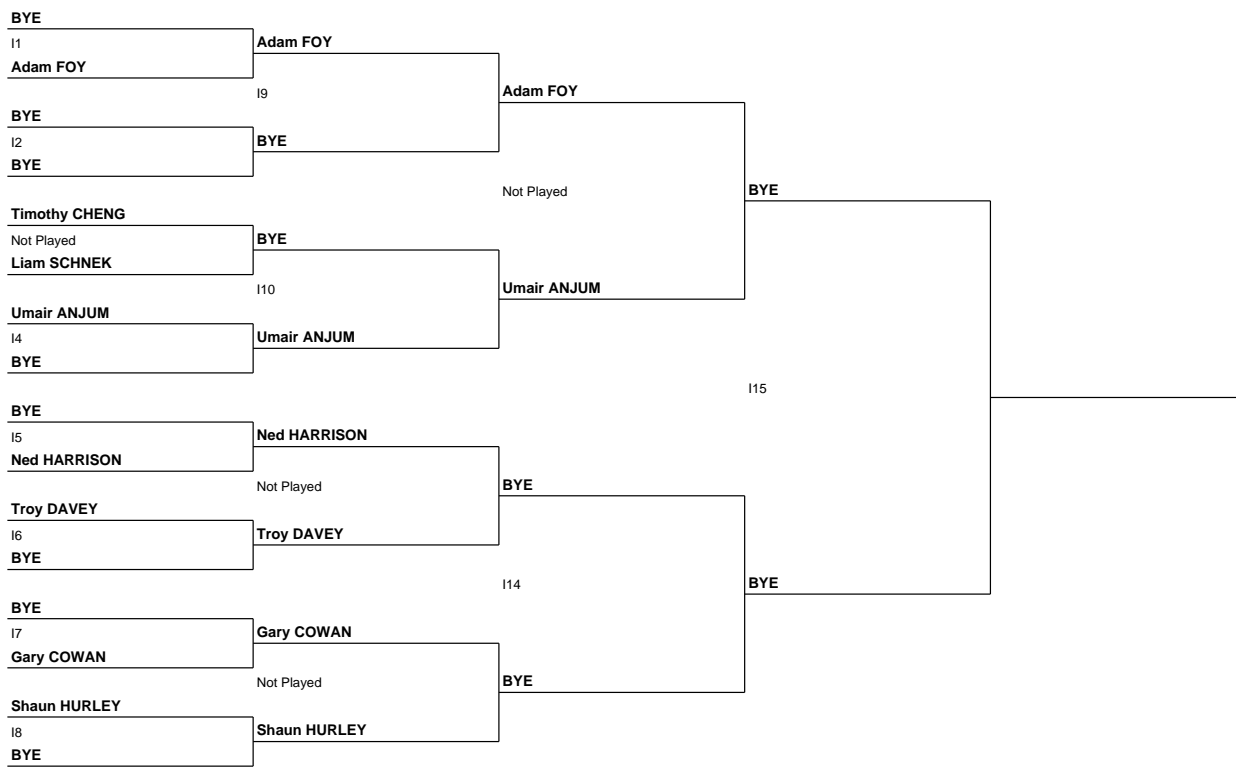 BYE
I1
Adam FOY
BYE
I2
BYE
Timothy CHENG
Not Played
Liam SCHNEK
Umair ANJUM
I4
BYE
BYE
I5
Ned HARRISON
Troy DAVEY
I6
BYE
BYE
I7
Gary COWAN
Shaun HURLEY
I8
BYE
Adam FOY
I9
BYE
BYE
I10
Umair ANJUM
Ned HARRISON
Not Played
Troy DAVEY
Gary COWAN
Not Played
Shaun HURLEY
Adam FOY
Not Played
Umair ANJUM
BYE
I14
BYE
BYE
I15
BYE